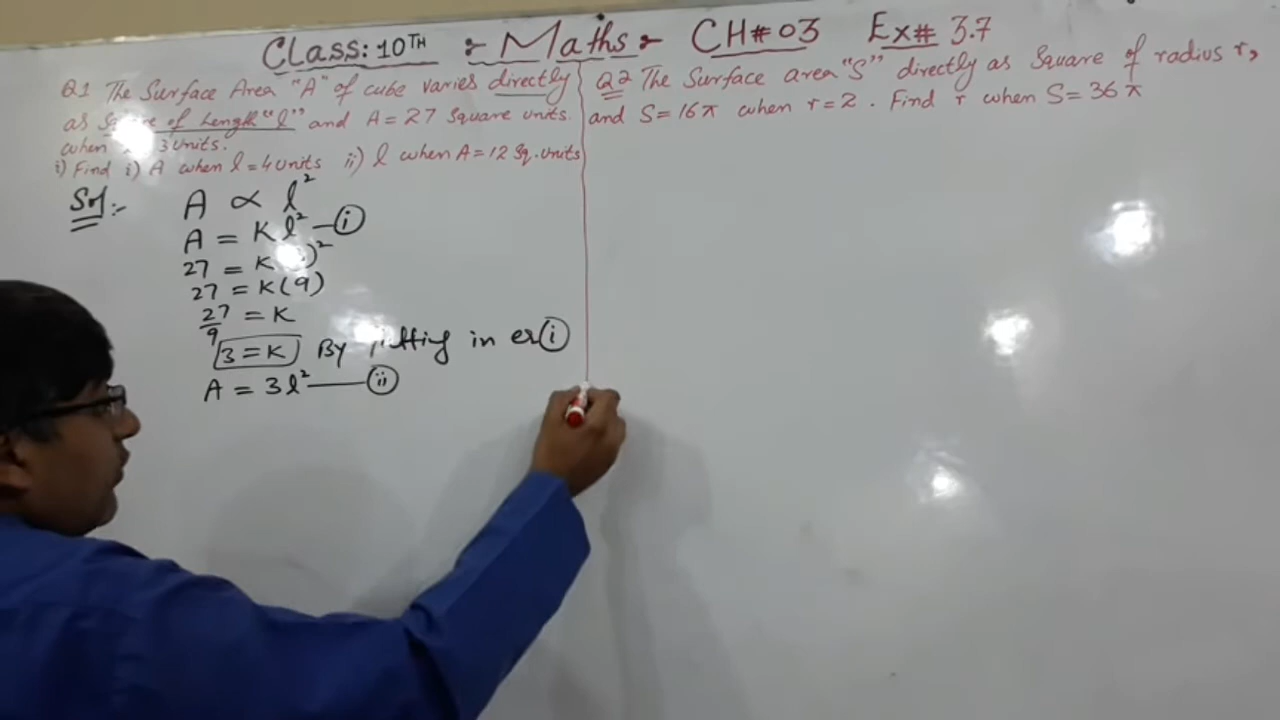 CLASS: 10TH :- Maths:- CH# 03 Ex# 3.7
Q1 The Surface Area "A" of cube varies directly
as Square of Length "l" and A = 27 Square units.
when 3 Units.
i) Find i) A when l = 4 Units ii) l when A = 12 Sq. units
Sol:-
A ∝ l²
A = K l² — (i)
27 = K ( )²
27 = K(9)
27/9 = K
3 = K By putting in er (i)
A = 3l² —— (ii)
Q2 The Surface area "S" directly as Square of radius r,
and S = 16π when r = 2. Find r when S = 36π